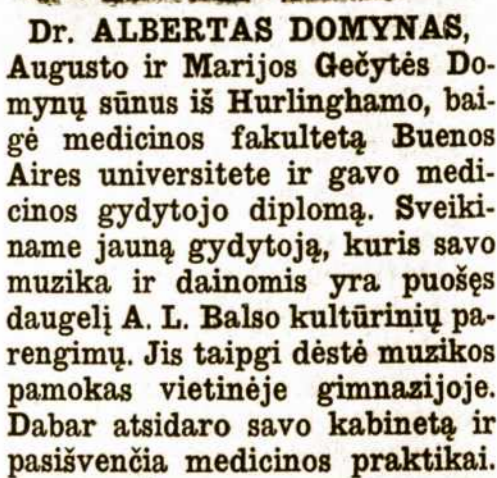 Dr. ALBERTAS DOMYNAS,
Augusto ir Marijos Gečytės Do-
mynų sūnus iš Hurlinghamo, bai-
gė medicinos fakultetą Buenos
Aires universitete ir gavo medi-
cinos gydytojo diplomą. Sveiki-
name jauną gydytoją, kuris savo
muzika ir dainomis yra puošęs
daugelį A. L. Balso kultūrinių pa-
rengimų. Jis taipgi dėstė muzikos
pamokas vietinėje gimnazijoje.
Dabar atsidaro savo kabinetą ir
pasišvenčia medicinos praktikai.